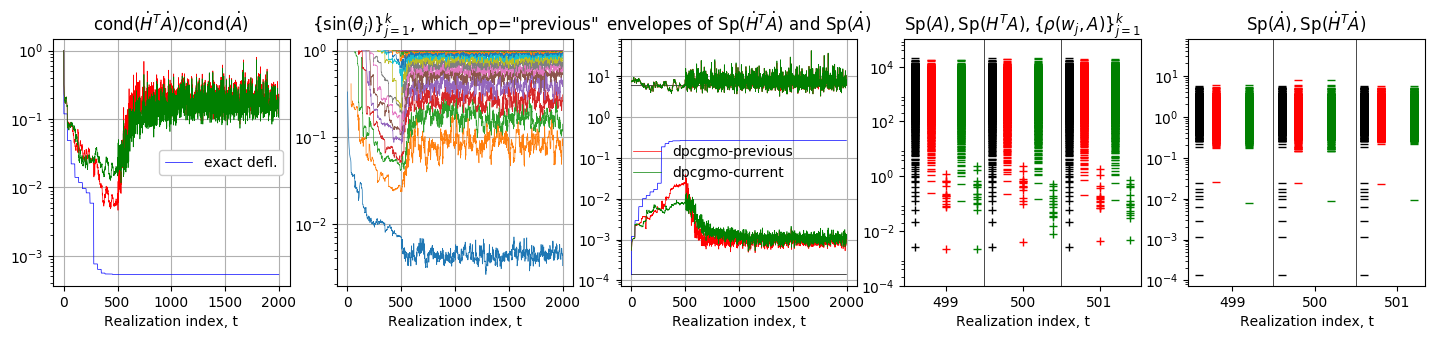 cond(Ḣ^TȦ)/cond(Ȧ)
10^0
10^−1
10^−2
10^−3
exact defl.
0 500 1000 1500 2000
Realization index, t
{sin(θ_j)}^k_{j=1}, which_op="previous"
10^0
10^−1
10^−2
0 500 1000 1500 2000
Realization index, t
envelopes of Sp(Ḣ^TȦ) and Sp(Ȧ)
10^1
10^0
10^−1
10^−2
10^−3
10^−4
dpcgmo-previous
dpcgmo-current
0 500 1000 1500 2000
Realization index, t
Sp(A), Sp(H^TA), {ρ(w_j, A)}^k_{j=1}
10^4
10^2
10^0
10^−2
10^−4
499 500 501
Realization index, t
Sp(Ȧ), Sp(Ḣ^TȦ)
10^1
10^0
10^−1
10^−2
10^−3
10^−4
499 500 501
Realization index, t